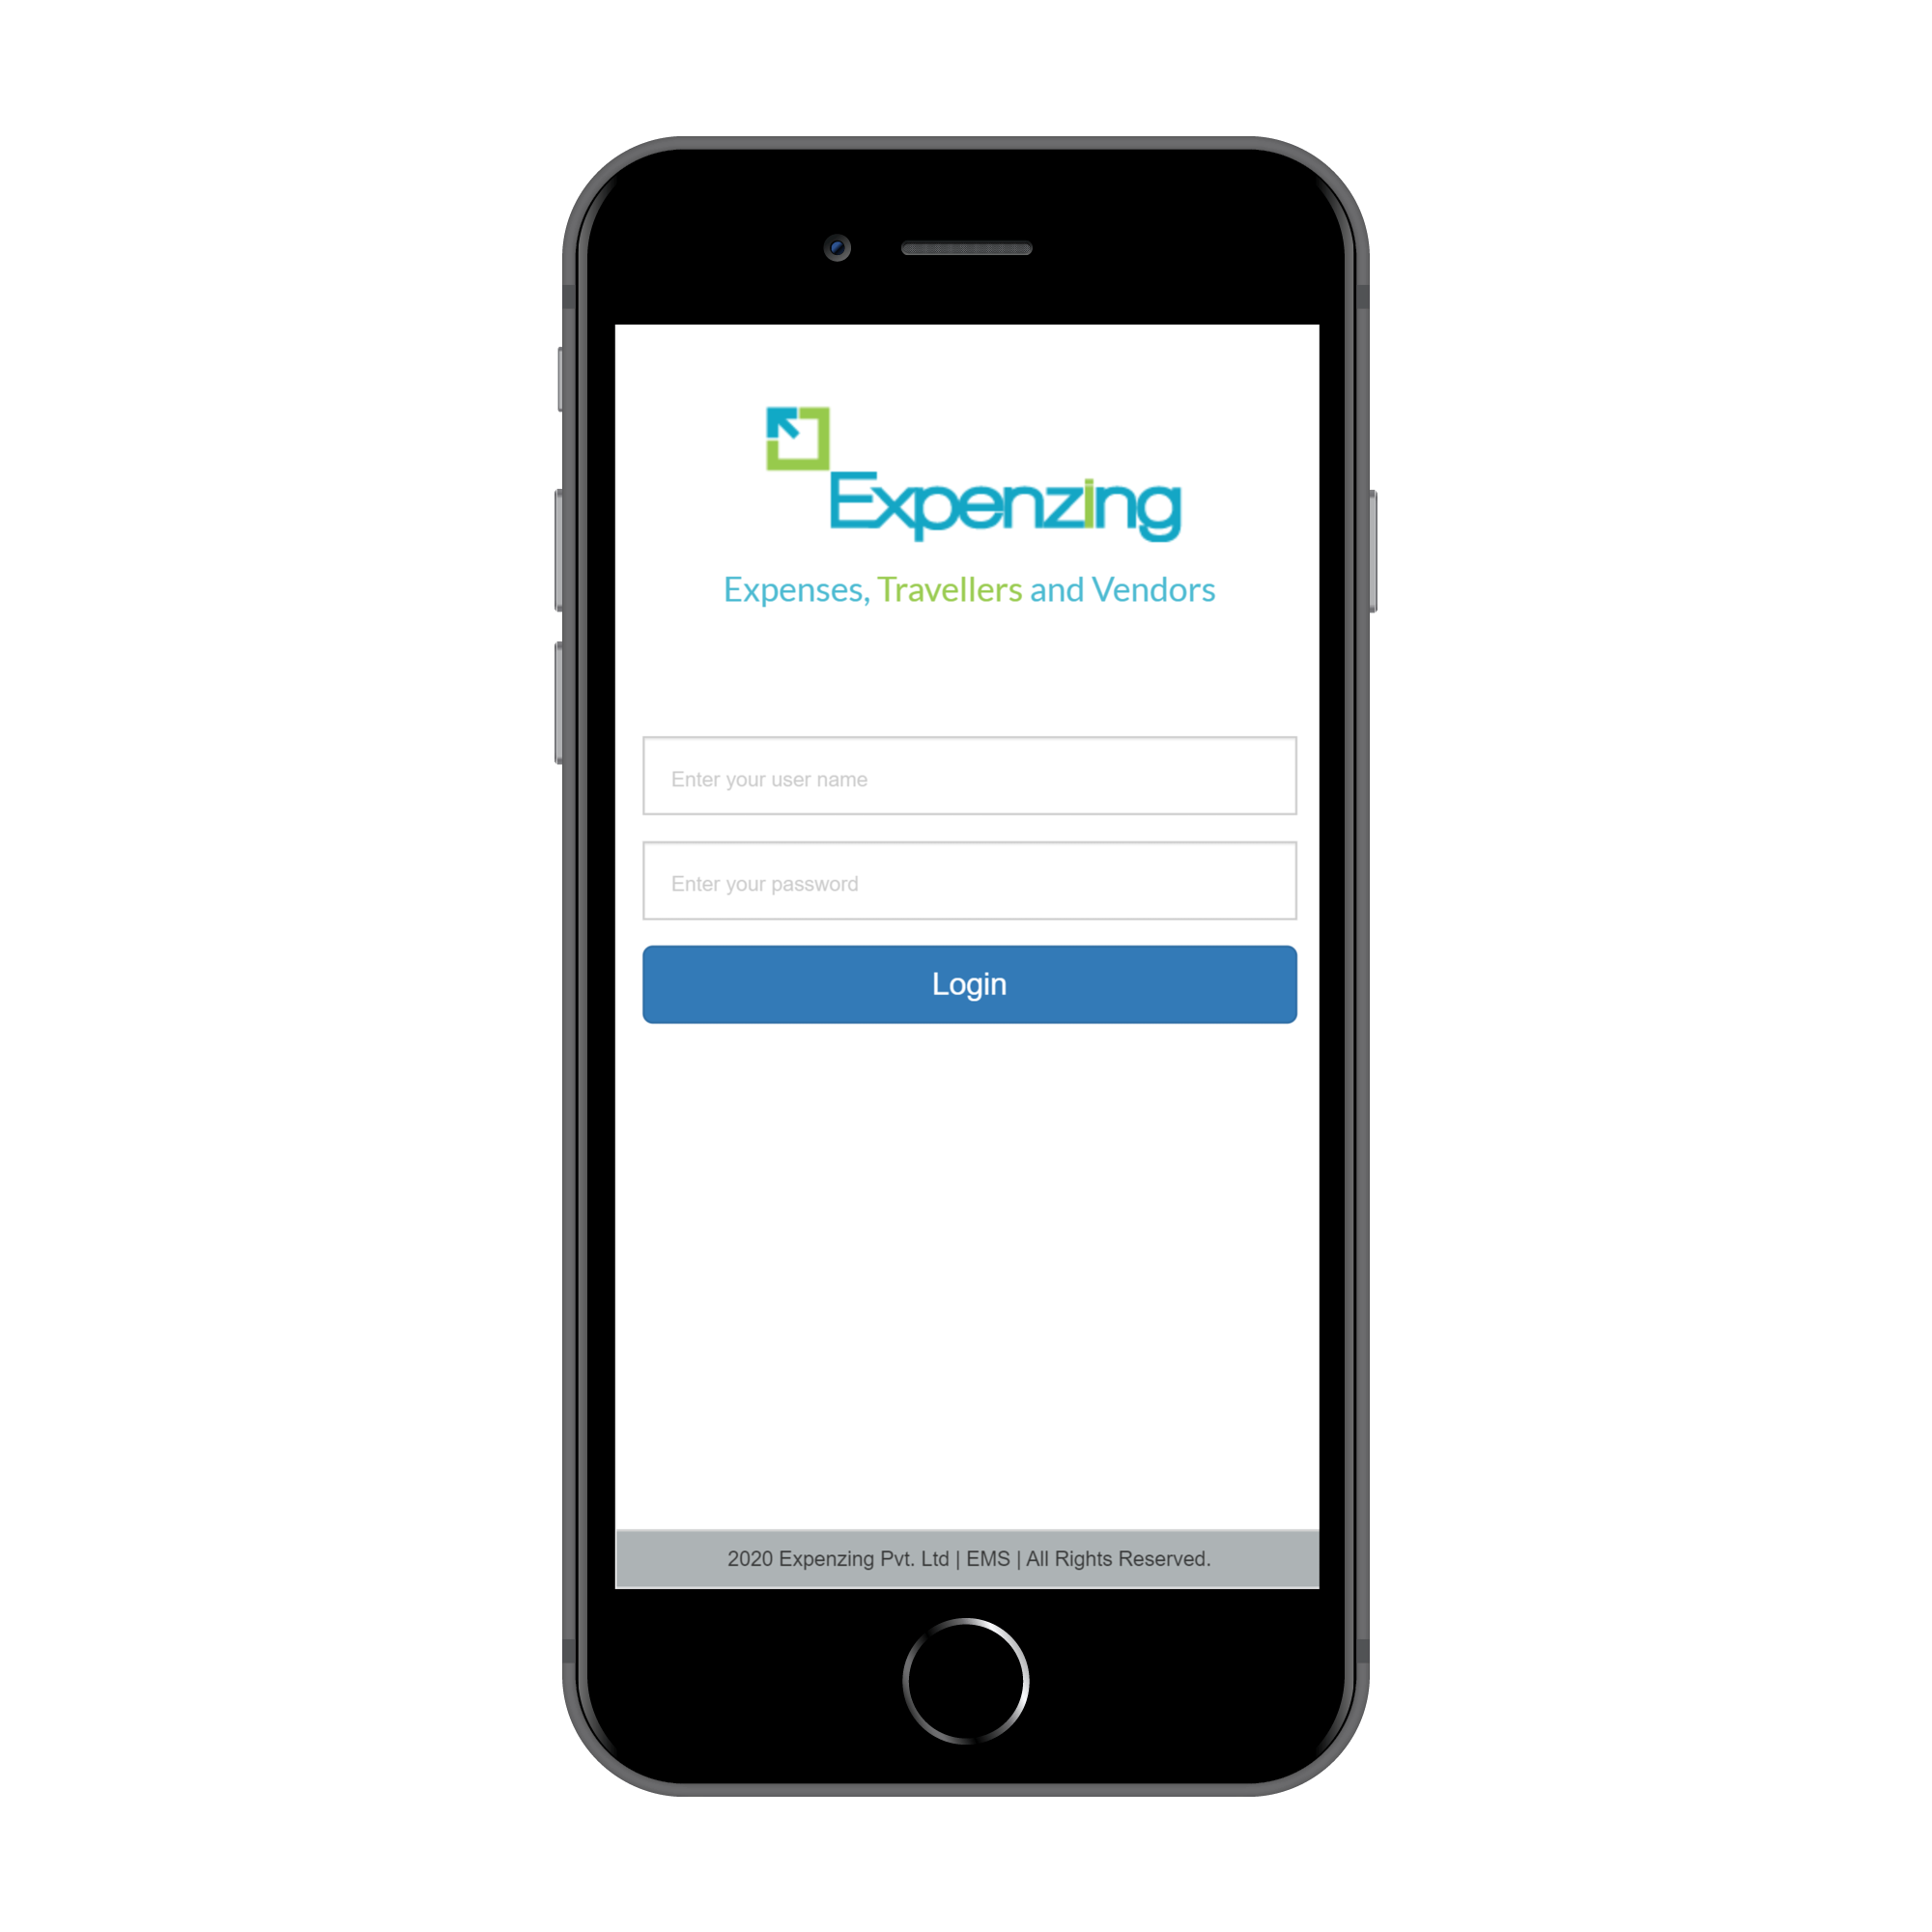 Expenzing
Expenses, Travellers and Vendors
Enter your user name
Enter your password
Login
2020 Expenzing Pvt. Ltd | EMS | All Rights Reserved.